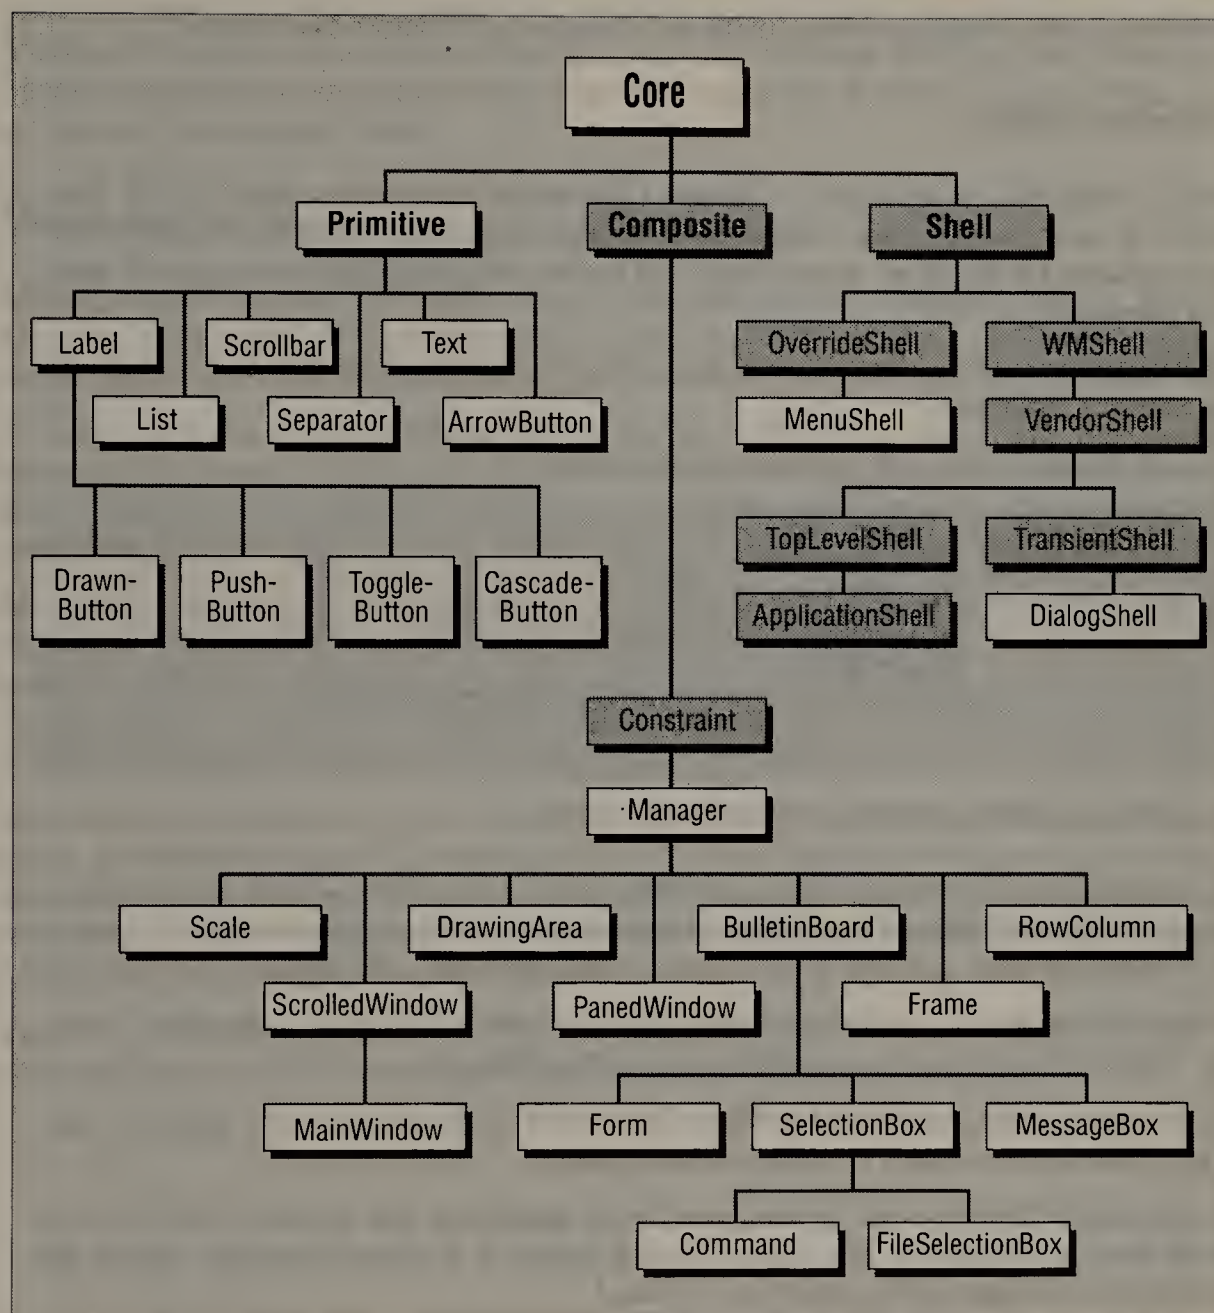 Core
Primitive
Composite
Shell
Label
Scrollbar
Text
List
Separator
ArrowButton
Drawn-
Button
Push-
Button
Toggle-
Button
Cascade-
Button
OverrideShell
WMShell
MenuShell
VendorShell
TopLevelShell
TransientShell
ApplicationShell
DialogShell
Constraint
Manager
Scale
DrawingArea
BulletinBoard
RowColumn
ScrolledWindow
PanedWindow
Frame
MainWindow
Form
SelectionBox
MessageBox
Command
FileSelectionBox